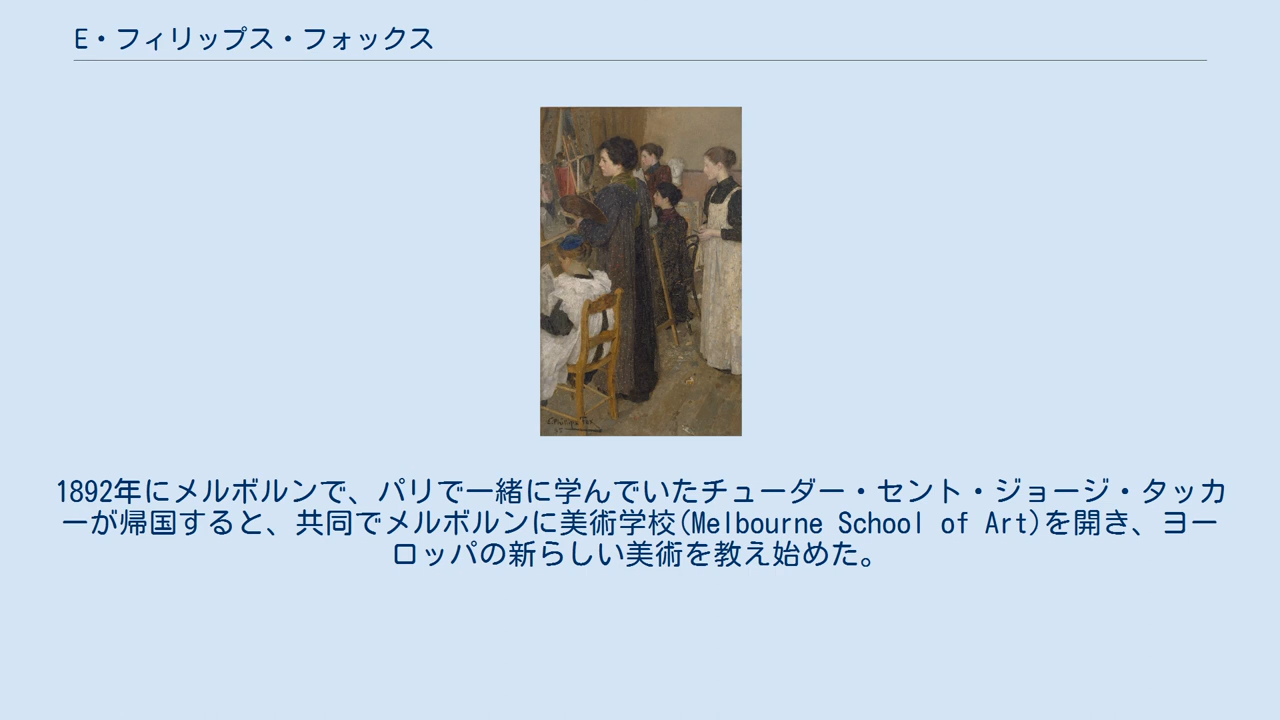 E・フィリップス・フォックス
1892年にメルボルンで、パリで一緒に学んでいたチューダー・セント・ジョージ・タッカ
ーが帰国すると、共同でメルボルンに美術学校(Melbourne School of Art)を開き、ヨー
ロッパの新らしい美術を教え始めた。